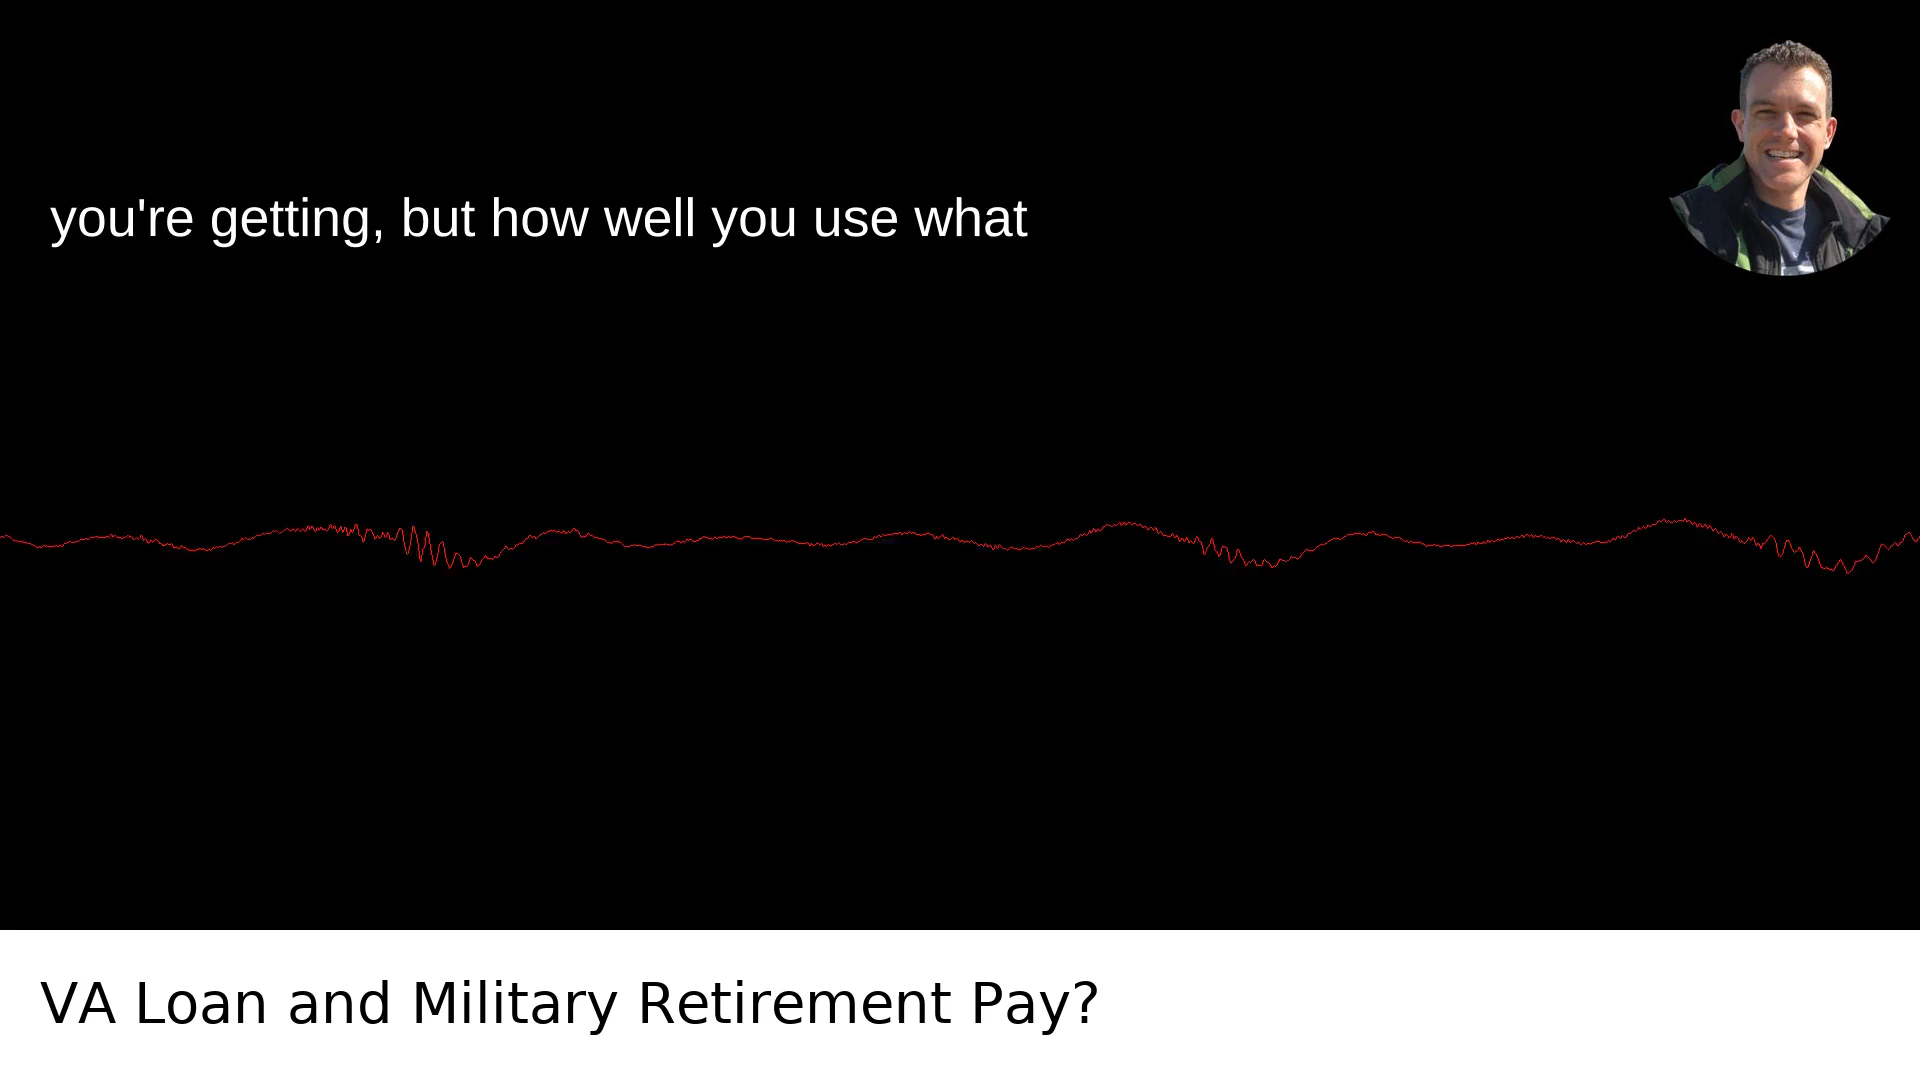 you're getting, but how well you use what
VA Loan and Military Retirement Pay?